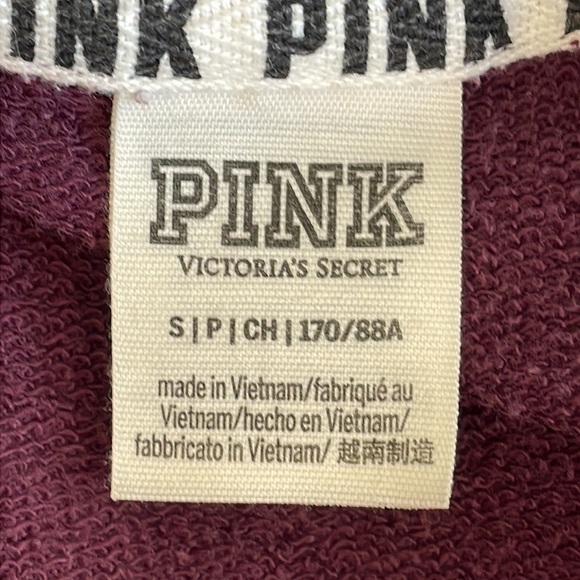 INK PINK
PINK
VICTORIA'S SECRET
S | P | CH | 170/88A
made in Vietnam/fabriqué au
Vietnam/hecho en Vietnam/
fabbricato in Vietnam/ 越南制造